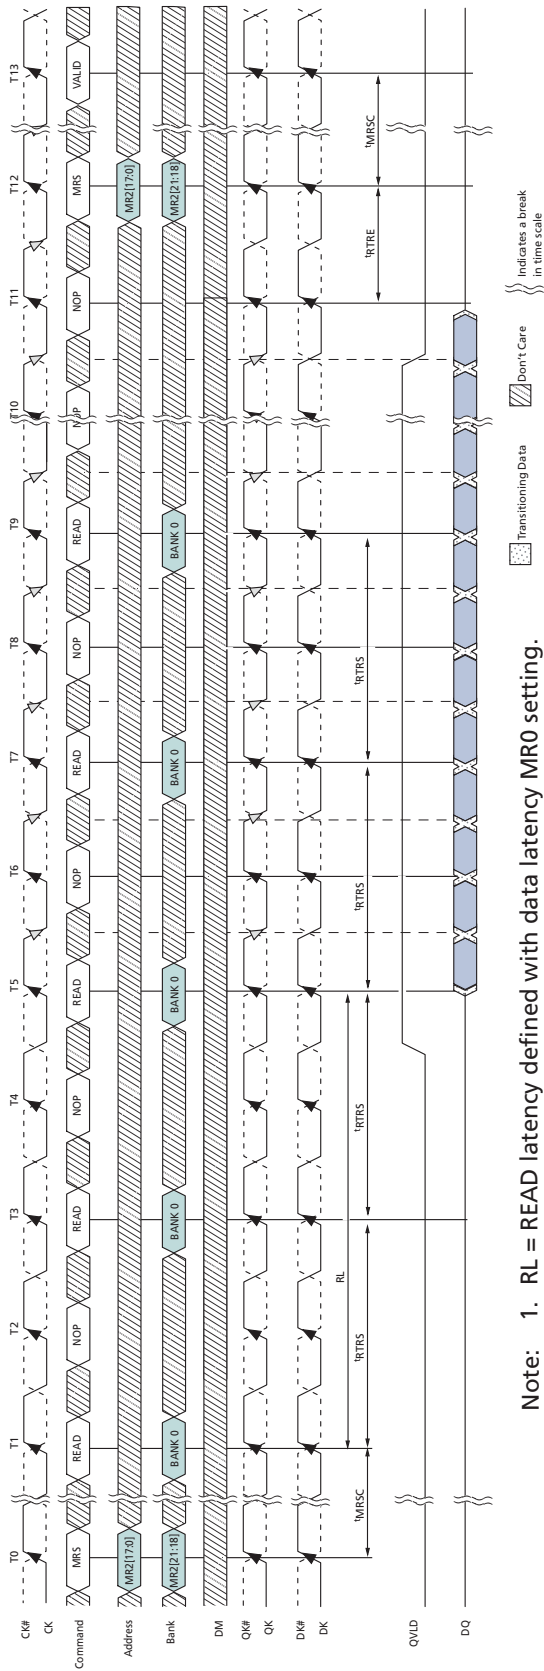 T0 T1 T2 T3 T4 T5 T6 T7 T8 T9 T10 T11 T12 T13
CK#
CK
Command MRS READ NOP READ NOP READ NOP READ NOP READ NOP NOP MRS VALID
Address MR2[17:0] MR2[17:0]
Bank MR2[21:18] BANK 0 BANK 0 BANK 0 BANK 0 BANK 0 MR2[21:18]
DM
QK#
QK
DK#
DK
RL
tMRSC tRTRS tRTRS tRTRS tRTRS tRTRE tMRSC
QVLD
DQ
Transitioning Data Don't Care Indicates a break
in time scale
Note: 1. RL = READ latency defined with data latency MR0 setting.